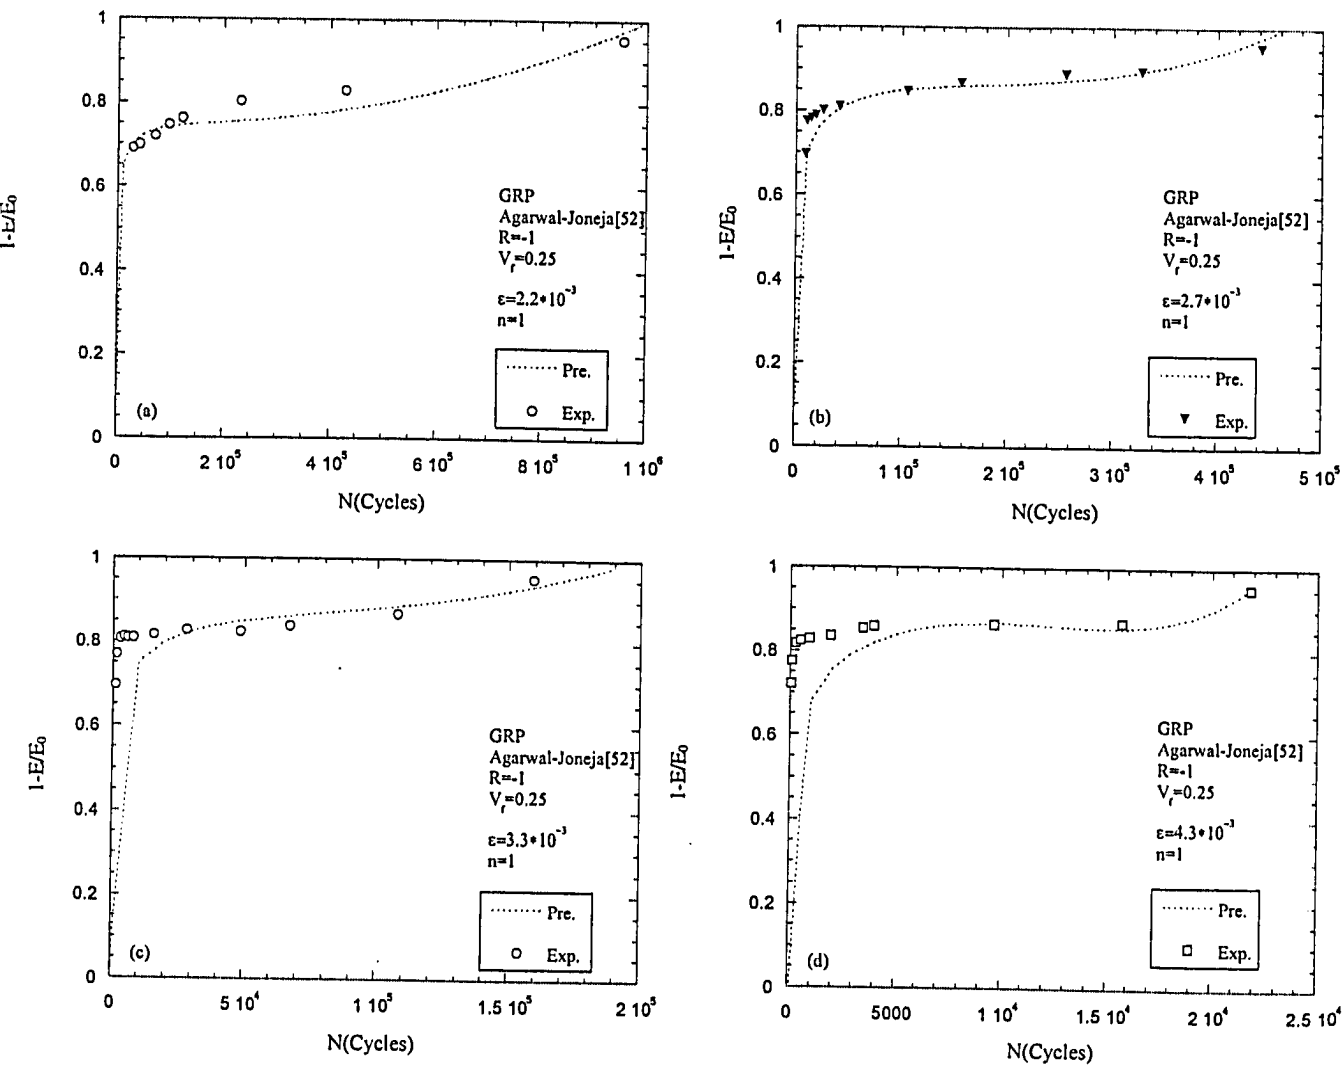 1
0.8
0.6
0.4
0.2
0
1-E/E₀
GRP
Agarwal-Joneja[52]
R=-1
V_f=0.25
ε=2.2*10⁻³
n=1
Pre.
Exp.
(a)
0 2 10⁵ 4 10⁵ 6 10⁵ 8 10⁵ 1 10⁶
N(Cycles)
1
0.8
0.6
0.4
0.2
0
1-E/E₀
GRP
Agarwal-Joneja[52]
R=-1
V_f=0.25
ε=2.7*10⁻³
n=1
Pre.
Exp.
(b)
0 1 10⁵ 2 10⁵ 3 10⁵ 4 10⁵ 5 10⁵
N(Cycles)
1
0.8
0.6
0.4
0.2
0
1-E/E₀
GRP
Agarwal-Joneja[52]
R=-1
V_f=0.25
ε=3.3*10⁻³
n=1
Pre.
Exp.
(c)
0 5 10⁴ 1 10⁵ 1.5 10⁵ 2 10⁵
N(Cycles)
1
0.8
0.6
0.4
0.2
0
1-E/E₀
GRP
Agarwal-Joneja[52]
R=-1
V_f=0.25
ε=4.3*10⁻³
n=1
Pre.
Exp.
(d)
0 5000 1 10⁴ 1.5 10⁴ 2 10⁴ 2.5 10⁴
N(Cycles)